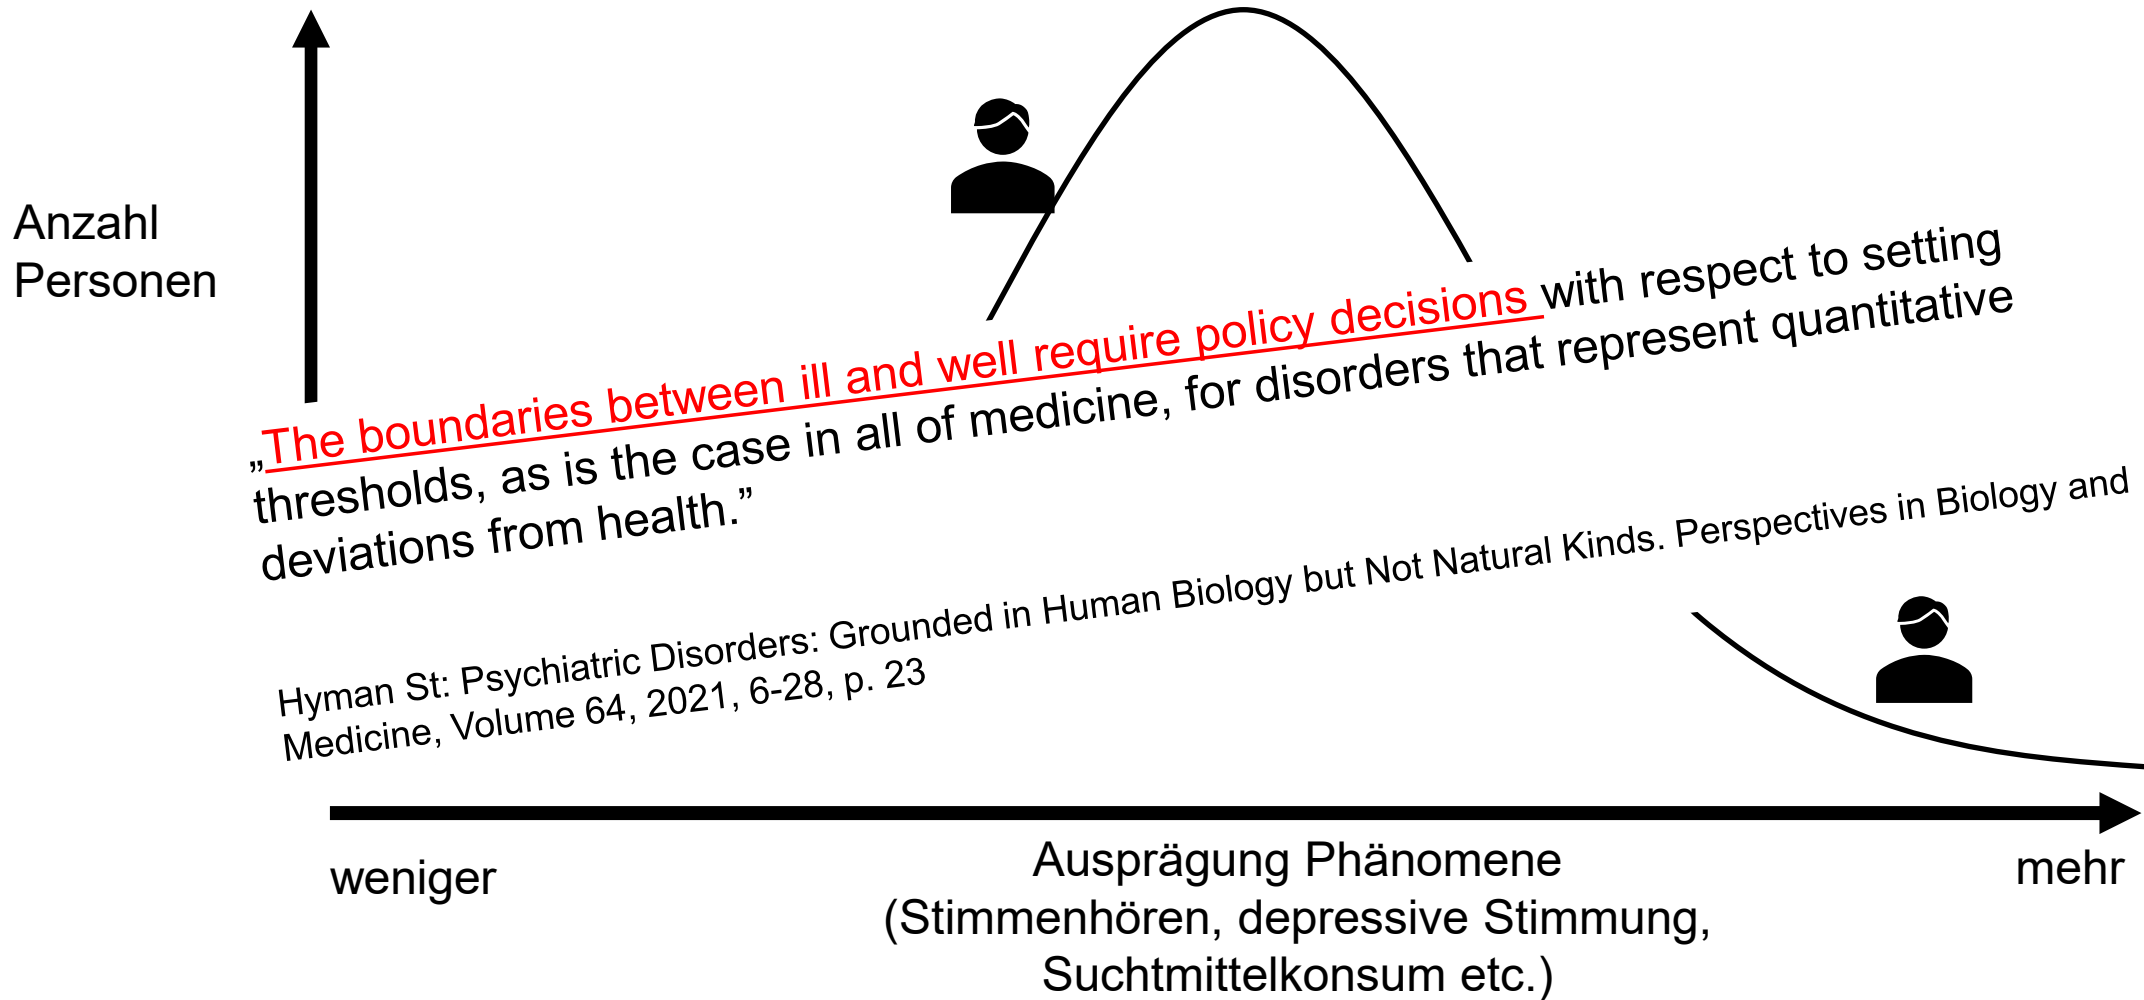 Anzahl
Personen
„The boundaries between ill and well require policy decisions with respect to setting
thresholds, as is the case in all of medicine, for disorders that represent quantitative
deviations from health.”
Hyman St: Psychiatric Disorders: Grounded in Human Biology but Not Natural Kinds. Perspectives in Biology and
Medicine, Volume 64, 2021, 6-28, p. 23
weniger
Ausprägung Phänomene
(Stimmenhören, depressive Stimmung,
Suchtmittelkonsum etc.)
mehr